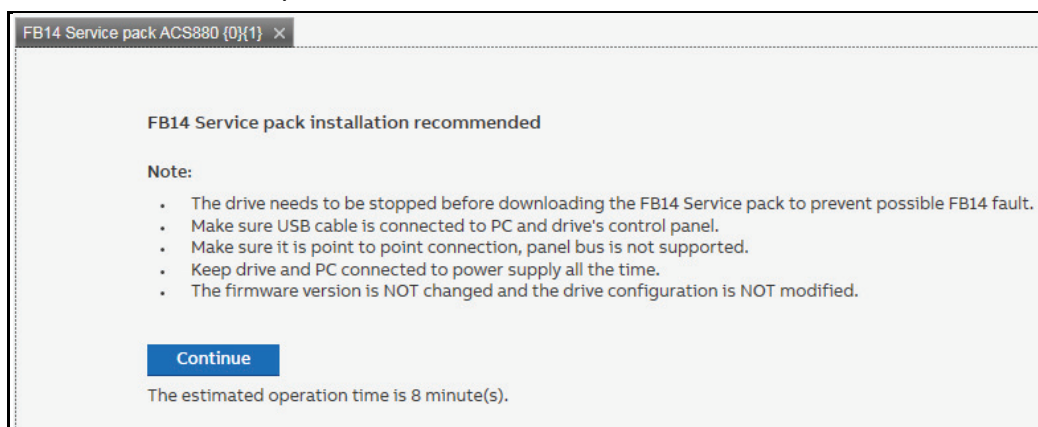 FB14 Service pack ACS880 {0}{1} ×
FB14 Service pack installation recommended
Note:
• The drive needs to be stopped before downloading the FB14 Service pack to prevent possible FB14 fault.
• Make sure USB cable is connected to PC and drive's control panel.
• Make sure it is point to point connection, panel bus is not supported.
• Keep drive and PC connected to power supply all the time.
• The firmware version is NOT changed and the drive configuration is NOT modified.
Continue
The estimated operation time is 8 minute(s).